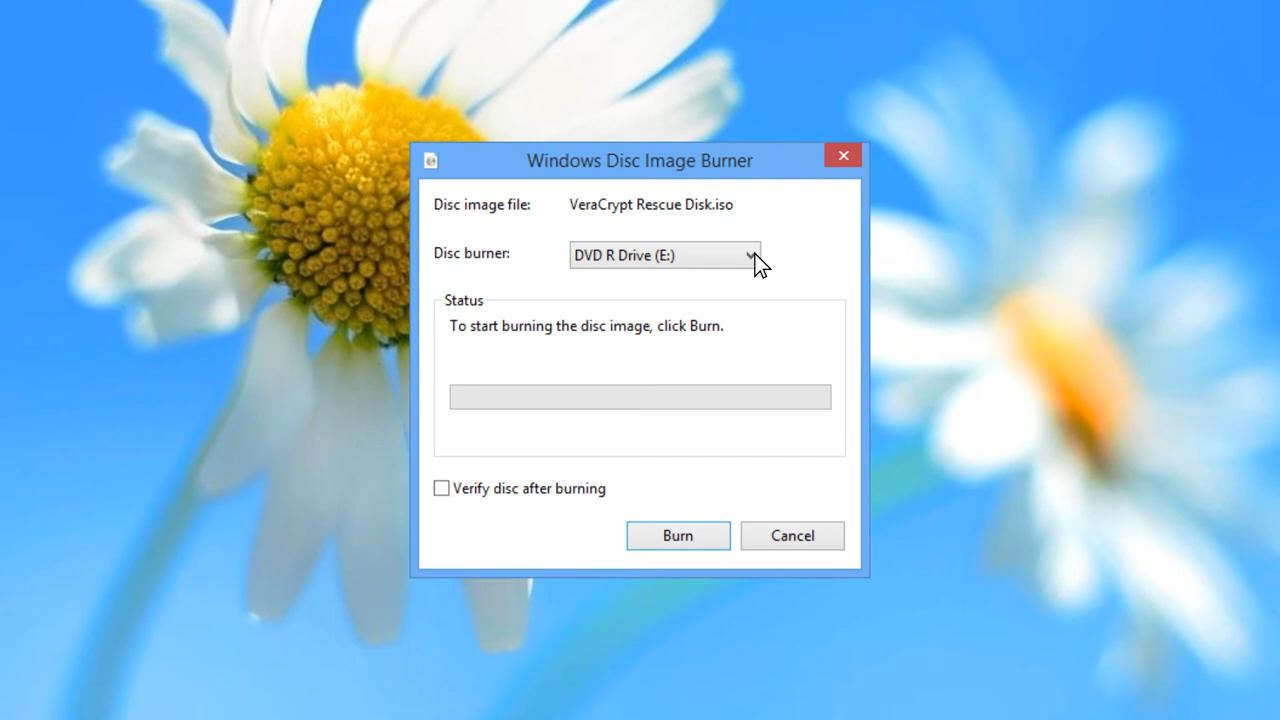 Windows Disc Image Burner
Disc image file: VeraCrypt Rescue Disk.iso
Disc burner: DVD R Drive (E:)
Status
To start burning the disc image, click Burn.
Verify disc after burning
Burn Cancel